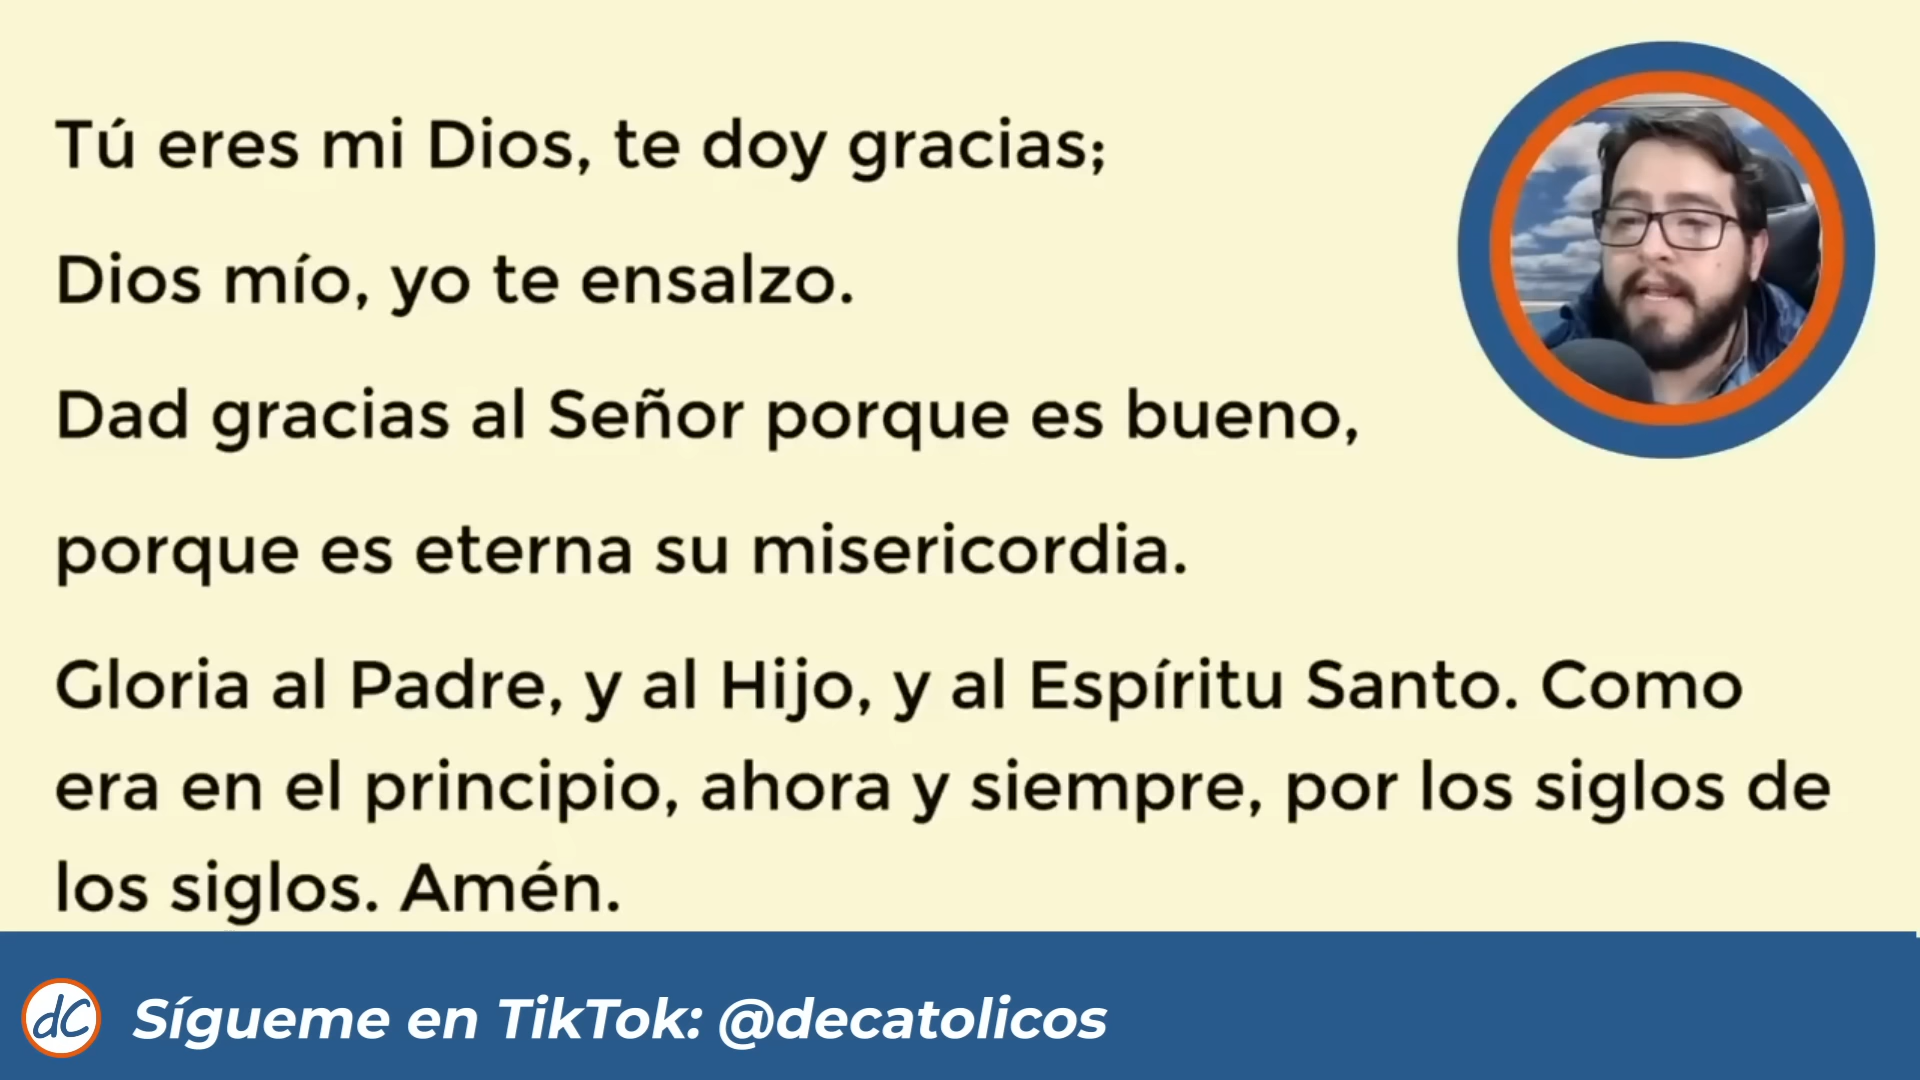 Tú eres mi Dios, te doy gracias;
Dios mío, yo te ensalzo.
Dad gracias al Señor porque es bueno,
porque es eterna su misericordia.
Gloria al Padre, y al Hijo, y al Espíritu Santo. Como
era en el principio, ahora y siempre, por los siglos de
los siglos. Amén.
dC
Sígueme en TikTok: @decatolicos